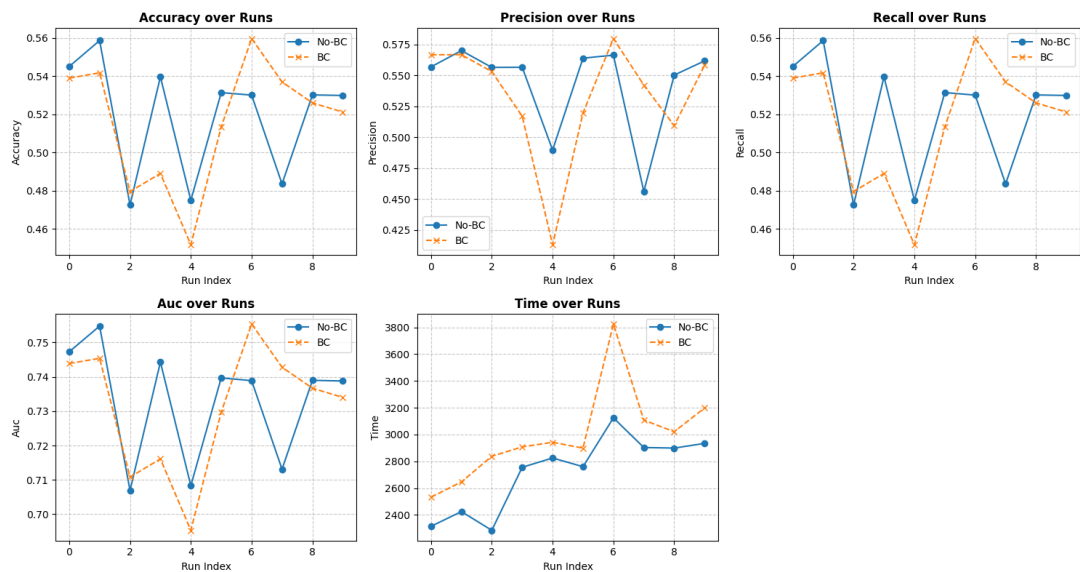 Accuracy over Runs
Accuracy
0.56
0.54
0.52
0.50
0.48
0.46
No-BC
BC
0 2 4 6 8
Run Index
Precision over Runs
Precision
0.575
0.550
0.525
0.500
0.475
0.450
0.425
No-BC
BC
0 2 4 6 8
Run Index
Recall over Runs
Recall
0.56
0.54
0.52
0.50
0.48
0.46
No-BC
BC
0 2 4 6 8
Run Index
Auc over Runs
Auc
0.75
0.74
0.73
0.72
0.71
0.70
No-BC
BC
0 2 4 6 8
Run Index
Time over Runs
Time
3800
3600
3400
3200
3000
2800
2600
2400
No-BC
BC
0 2 4 6 8
Run Index